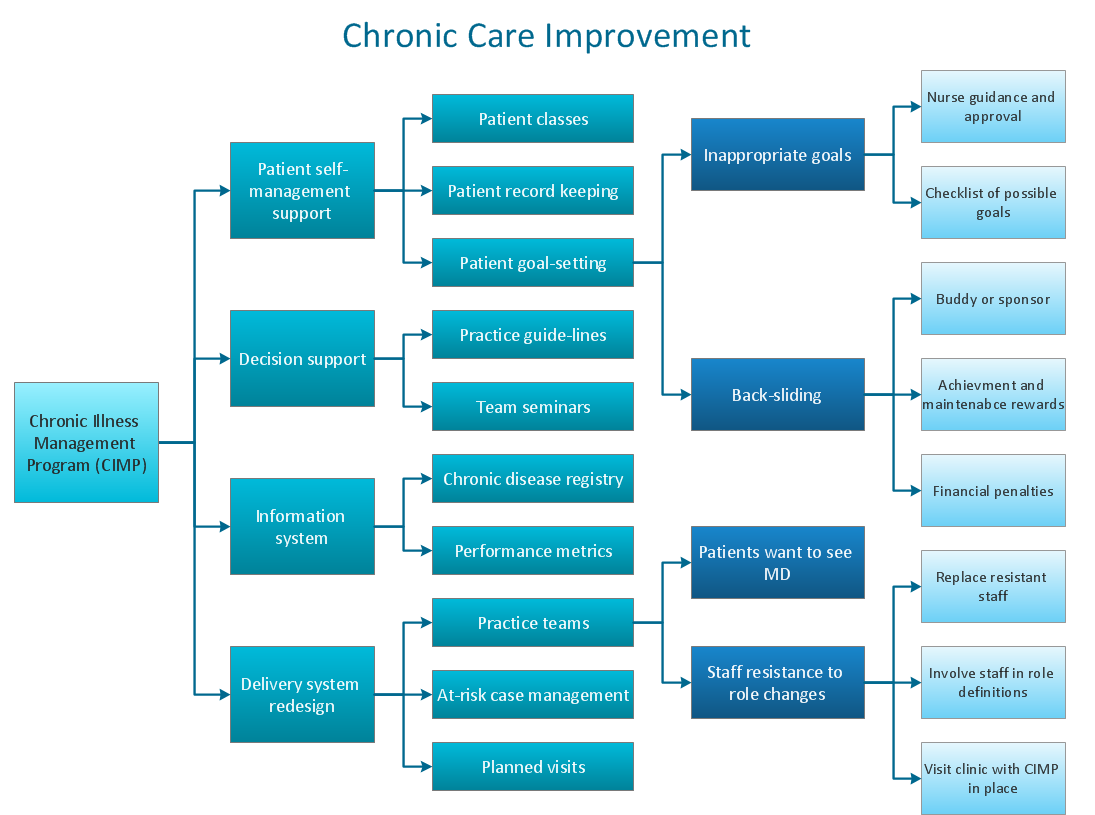 Chronic Care Improvement
Chronic Illness
Management
Program (CIMP)
Patient self-
management
support
Decision support
Information
system
Delivery system
redesign
Patient classes
Patient record keeping
Patient goal-setting
Practice guide-lines
Team seminars
Chronic disease registry
Performance metrics
Practice teams
At-risk case management
Planned visits
Inappropriate goals
Back-sliding
Patients want to see
MD
Staff resistance to
role changes
Nurse guidance and
approval
Checklist of possible
goals
Buddy or sponsor
Achievment and
maintenabce rewards
Financial penalties
Replace resistant
staff
Involve staff in role
definitions
Visit clinic with CIMP
in place